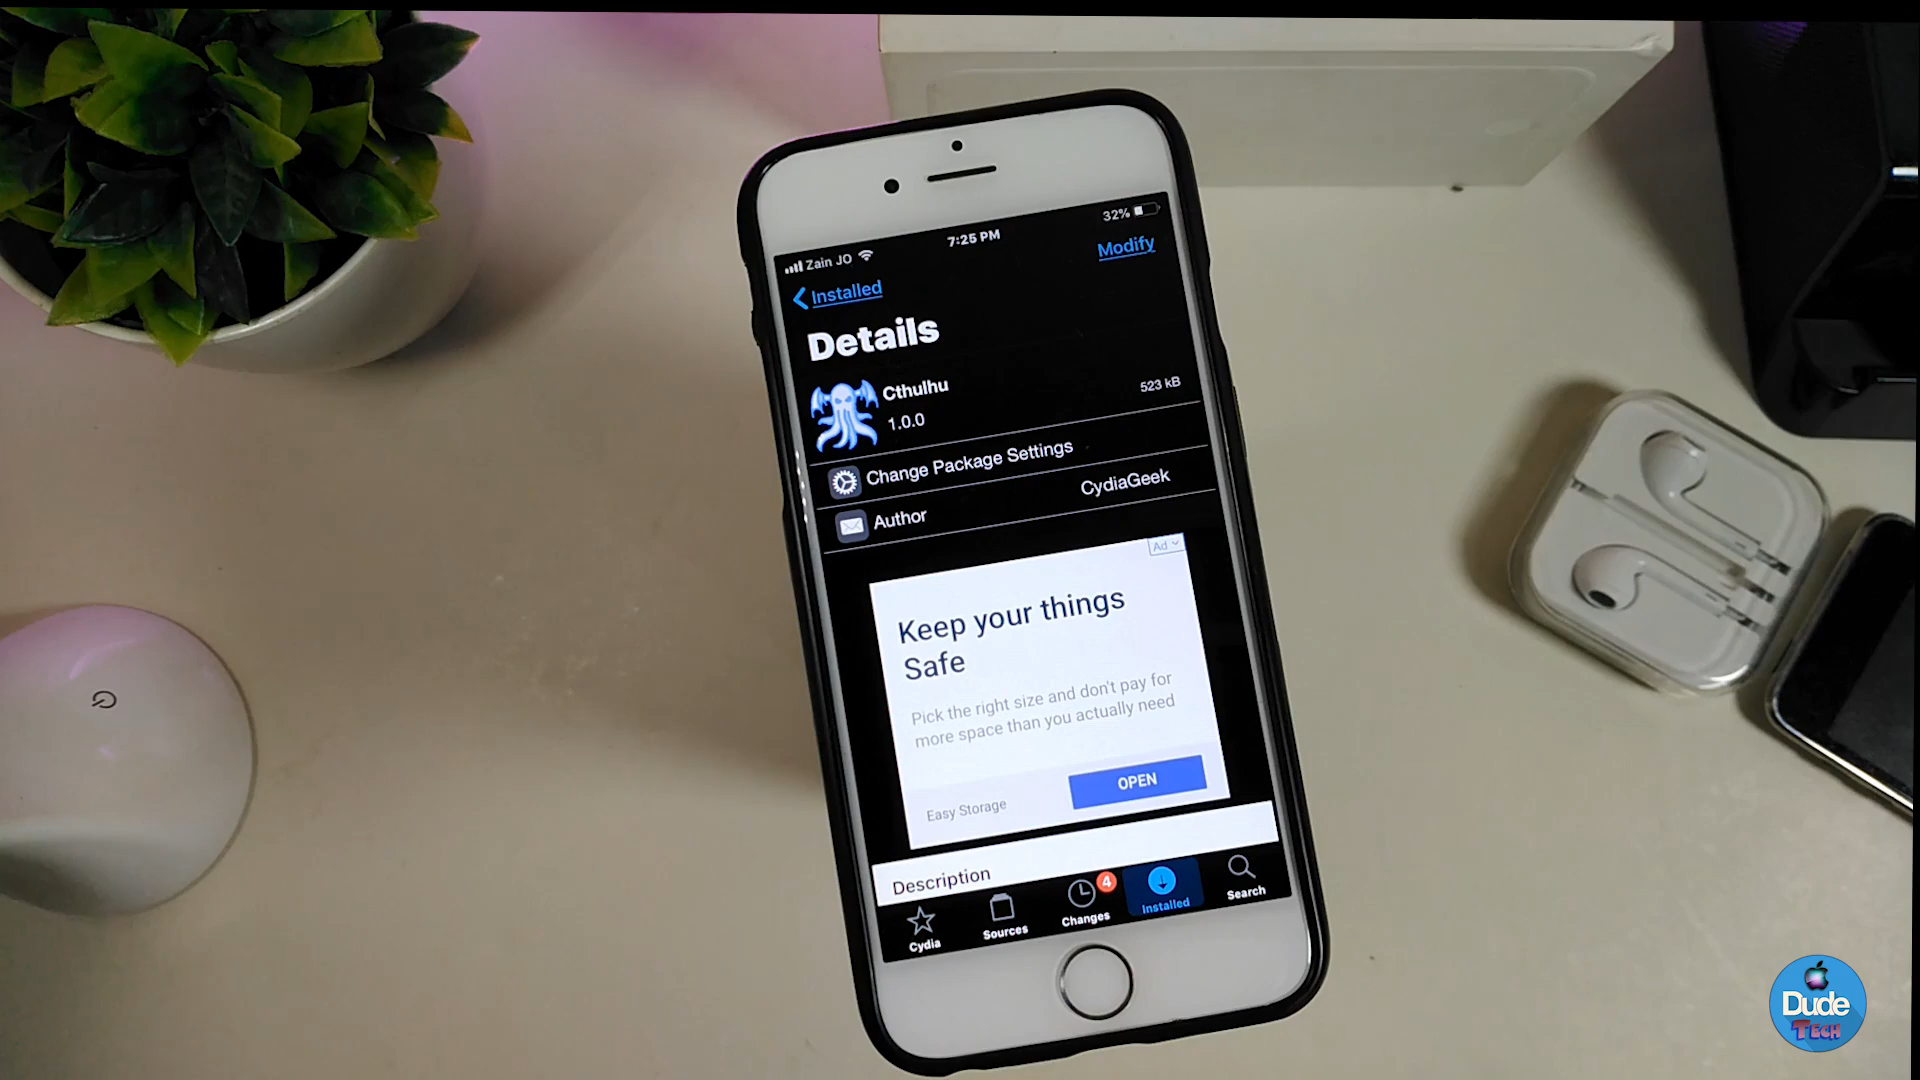 Zain JO
7:25 PM
32%
Installed
Modify
Details
Cthulhu
523 kB
1.0.0
Change Package Settings
Author
CydiaGeek
Ad
Keep your things
Safe
Pick the right size and don't pay for
more space than you actually need
Easy Storage
OPEN
Description
Cydia
Sources
4
Changes
Installed
Search
Dude
TECH